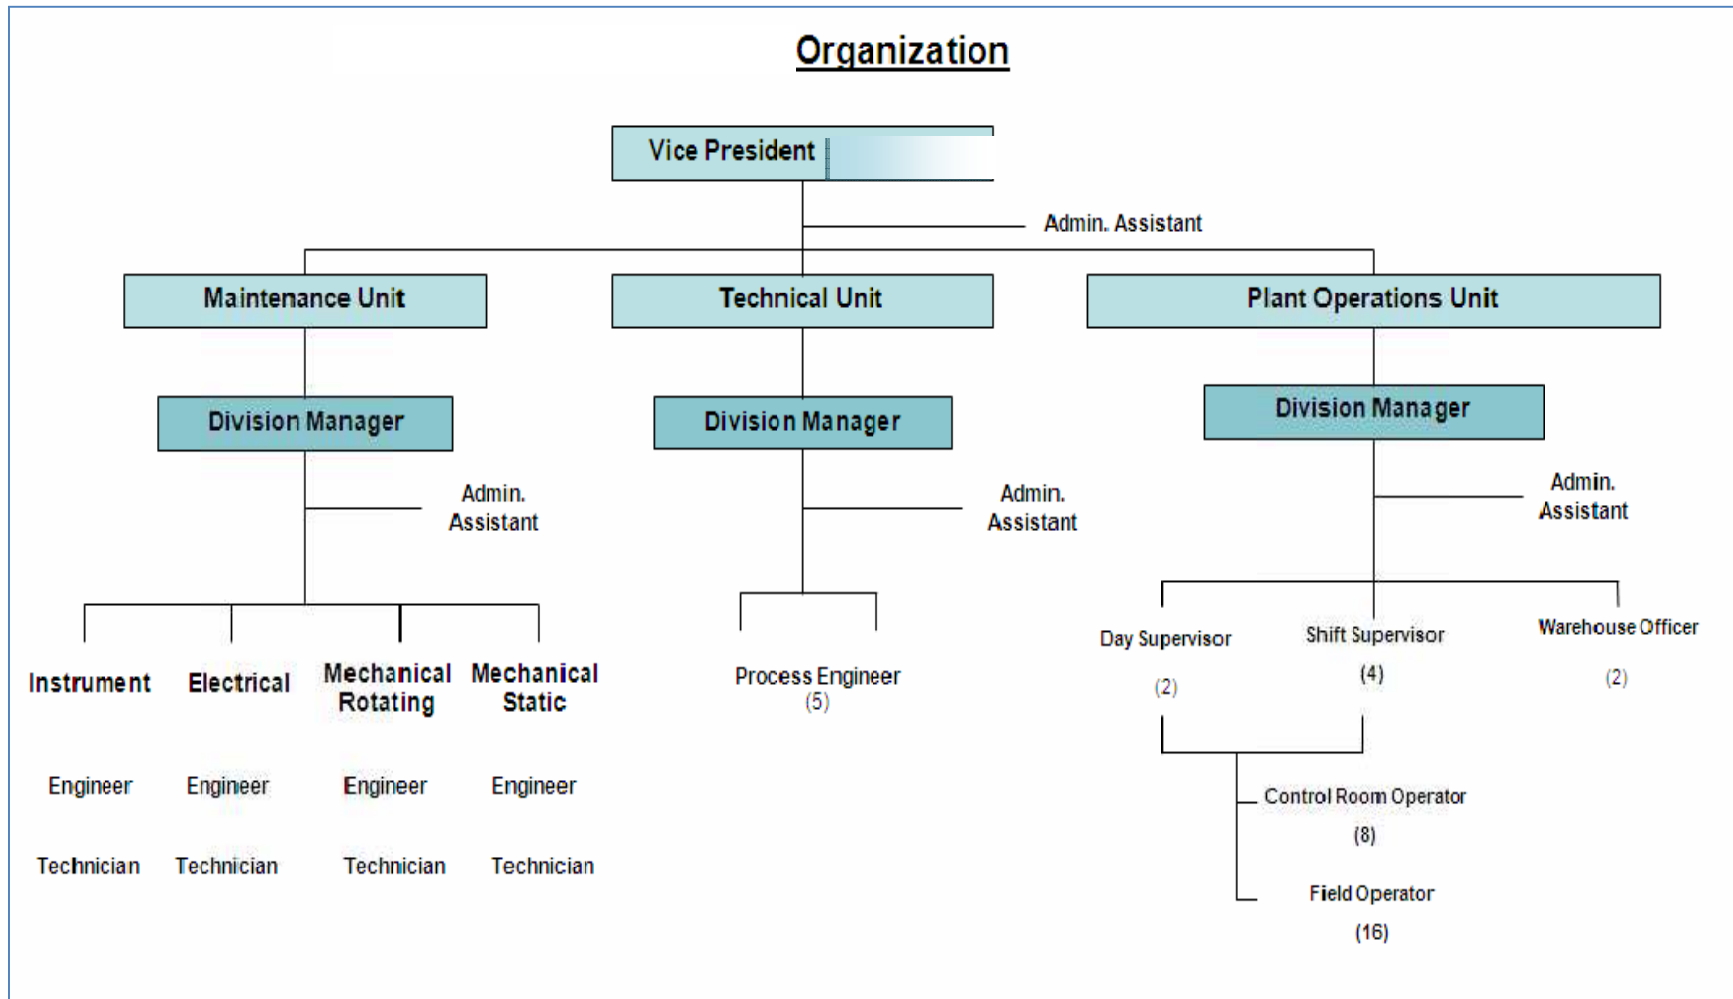 Organization
Vice President
Admin. Assistant
Maintenance Unit
Technical Unit
Plant Operations Unit
Division Manager
Division Manager
Division Manager
Admin.
Assistant
Admin.
Assistant
Admin.
Assistant
Instrument
Electrical
Mechanical
Rotating
Mechanical
Static
Engineer
Engineer
Engineer
Engineer
Technician
Technician
Technician
Technician
Process Engineer
(5)
Day Supervisor
(2)
Shift Supervisor
(4)
Warehouse Officer
(2)
Control Room Operator
(8)
Field Operator
(16)